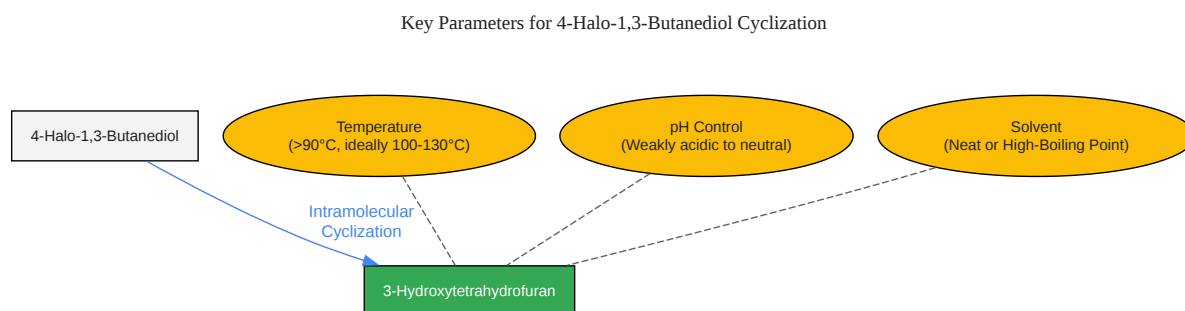 Key Parameters for 4-Halo-1,3-Butanediol Cyclization
4-Halo-1,3-Butanediol
Temperature
(>90°C, ideally 100-130°C)
pH Control
(Weakly acidic to neutral)
Solvent
(Neat or High-Boiling Point)
Intramolecular
Cyclization
3-Hydroxytetrahydrofuran